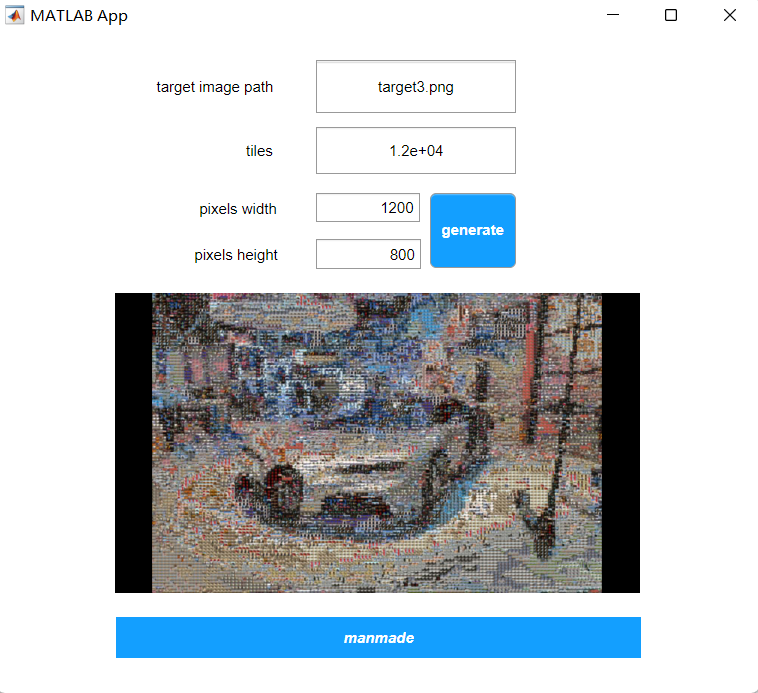 MATLAB App
target image path
target3.png
tiles
1.2e+04
pixels width
1200
generate
pixels height
800
manmade